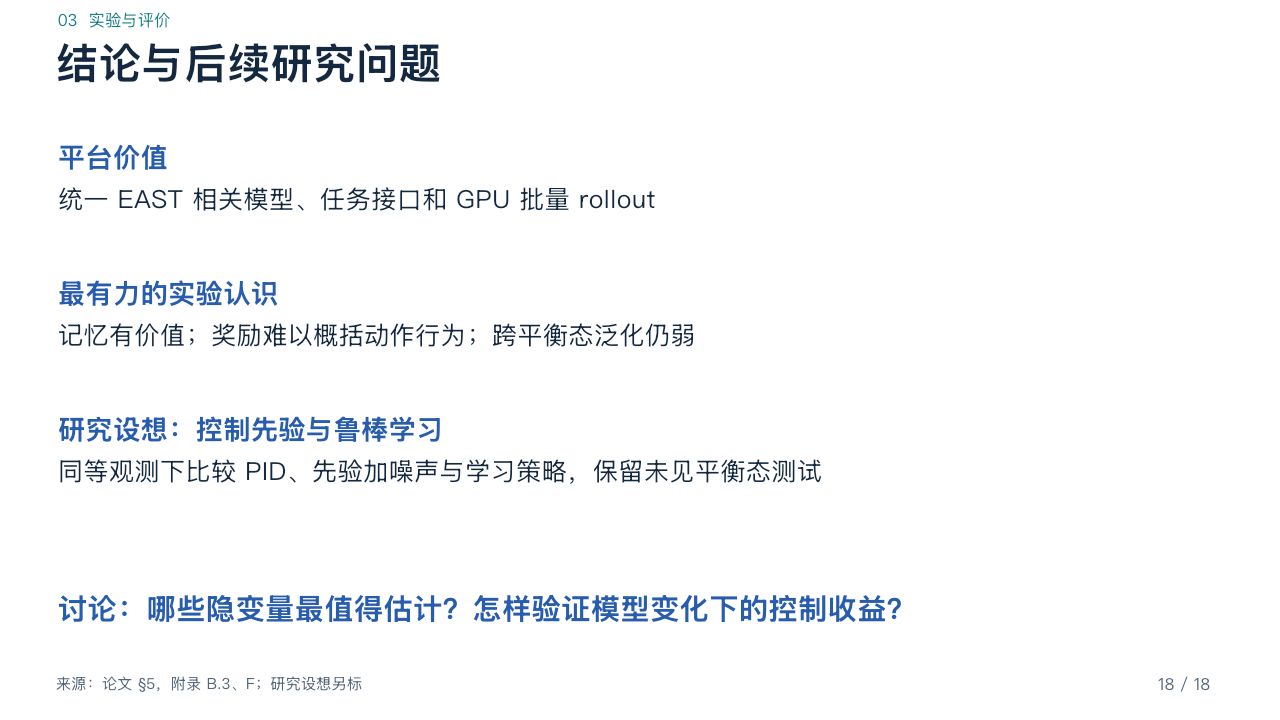 03 实验与评价
结论与后续研究问题
平台价值
统一 EAST 相关模型、任务接口和 GPU 批量 rollout
最有力的实验认识
记忆有价值；奖励难以概括动作行为；跨平衡态泛化仍弱
研究设想：控制先验与鲁棒学习
同等观测下比较 PID、先验加噪声与学习策略，保留未见平衡态测试
讨论：哪些隐变量最值得估计？怎样验证模型变化下的控制收益？
来源：论文 §5，附录 B.3、F；研究设想另标
18 / 18